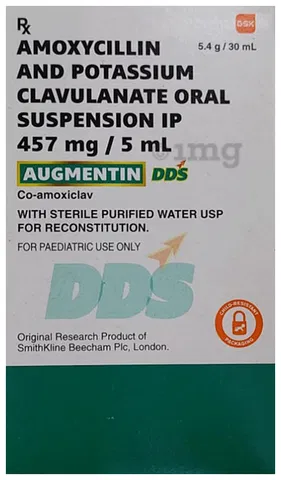 Rx
GSK
5.4 g / 30 mL
AMOXYCILLIN
AND POTASSIUM
CLAVULANATE ORAL
SUSPENSION IP
457 mg / 5 mL
1mg
AUGMENTIN DDS
Co-amoxiclav
WITH STERILE PURIFIED WATER USP
FOR RECONSTITUTION.
FOR PAEDIATRIC USE ONLY
DDS
CHILD-RESISTANT
PACKAGING
Original Research Product of
SmithKline Beecham Plc, London.